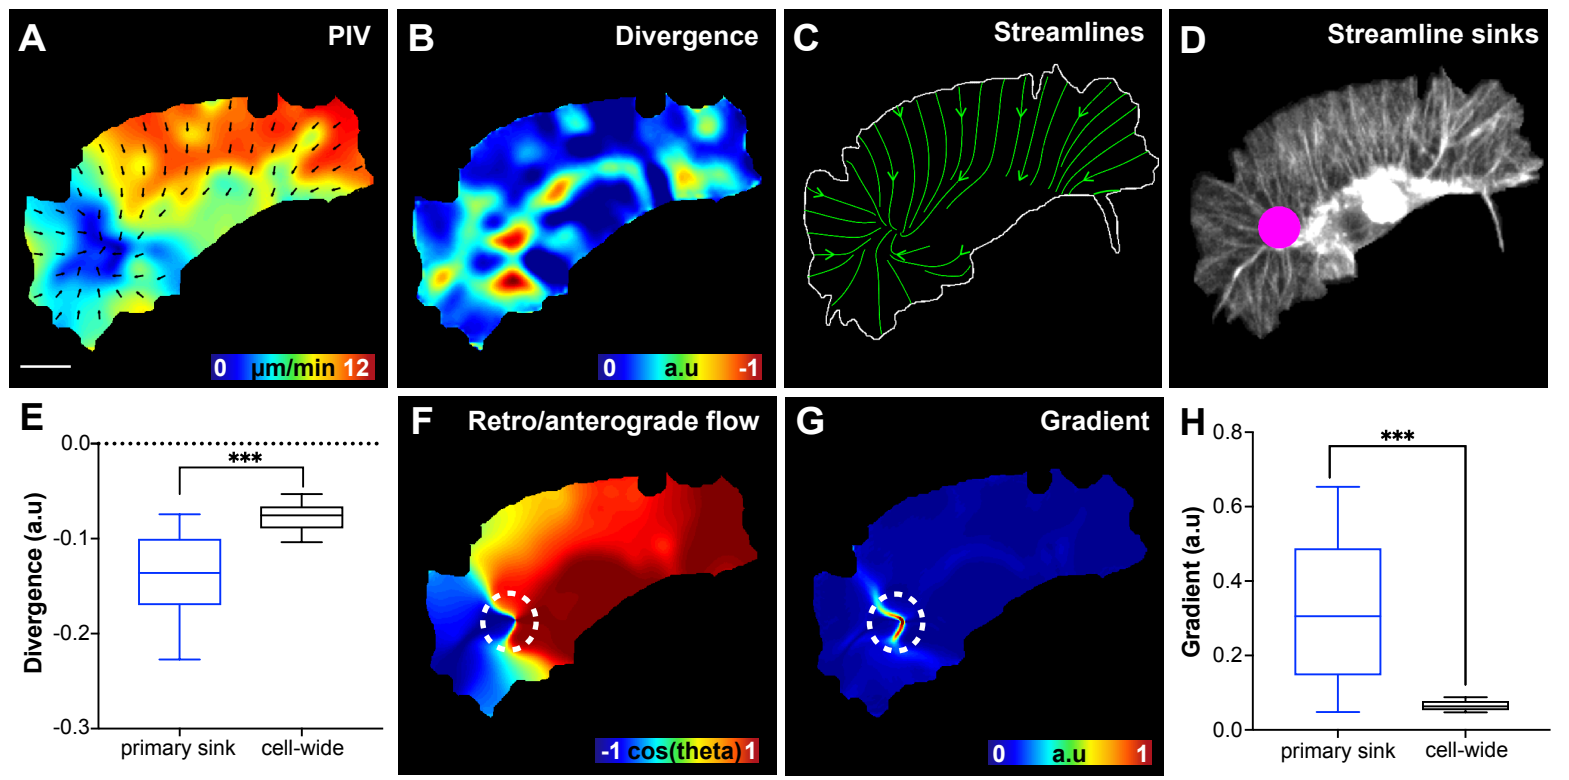 A PIV
0 µm/min 12
B Divergence
0 a.u -1
C Streamlines
D Streamline sinks
E
Divergence (a.u)
0.0
-0.1
-0.2
-0.3
***
primary sink cell-wide
F Retro/anterograde flow
-1 cos(theta) 1
G Gradient
0 a.u 1
H
Gradient (a.u)
0.8
0.6
0.4
0.2
0.0
***
primary sink cell-wide